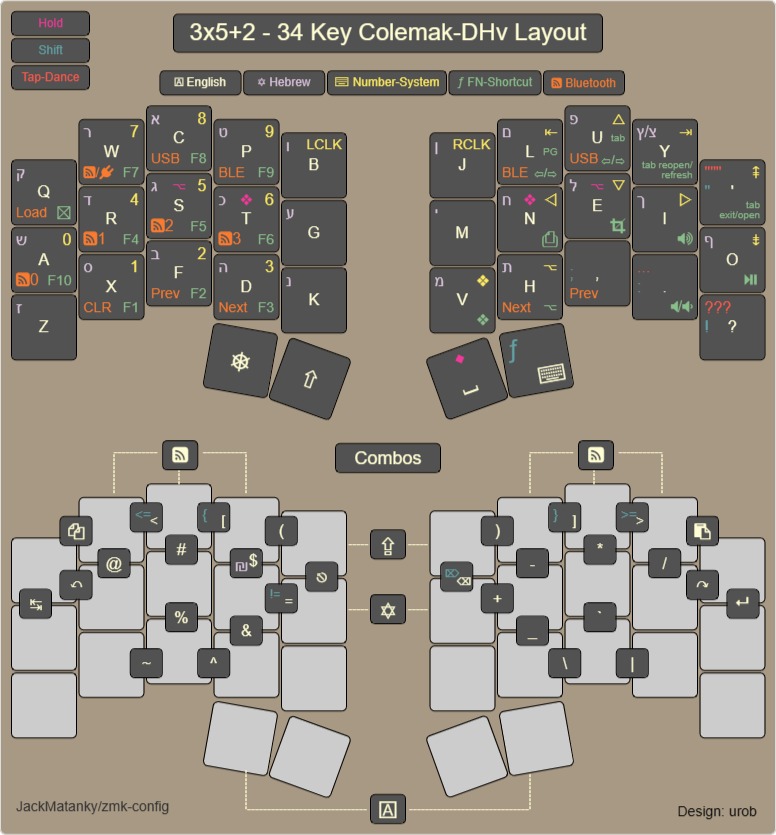 Hold
Shift
Tap-Dance
3x5+2 - 34 Key Colemak-DHv Layout
A English
✡ Hebrew
Number-System
ƒ FN-Shortcut
Bluetooth
ק
Q
Load
ר 7
W
F7
א 8
C
USB F8
ט 9
P
BLE F9
ו LCLK
B
ן RCLK
J
ם ⇤
L PG
BLE ⇦/⇨
פ △
U tab
USB ⇦/⇨
צ/ץ ⇥
Y
tab reopen/
refresh
""""
" '
tab
exit/open
ש 0
A
0 F10
ד 4
R
1 F4
ג ⌥ 5
S
2 F5
כ ❖ 6
T
3 F6
ע
G
י
M
ח ❖ ◁
N
ל ⌥ ▽
E
ך ▷
I
ף
O
ז
Z
ס 1
X
CLR F1
ב 2
F
Prev F2
ה 3
D
Next F3
נ
K
מ
V
ת ⌥
H
Next ⌥
; ,
Prev
...
: .
???
! ?
⇧
ƒ
Combos
<= <
{ [
(
)
} ]
>= >
@
#
₪ $
-
*
/
!= =
+
%
&
_
`
~
^
\
|
A
JackMatanky/zmk-config
Design: urob